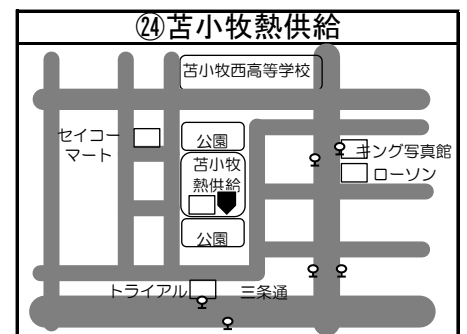 ㉔苫小牧熱供給
苫小牧西高等学校
セイコー
マート
公園
苫小牧
熱供給
公園
キング写真館
ローソン
トライアル
三条通